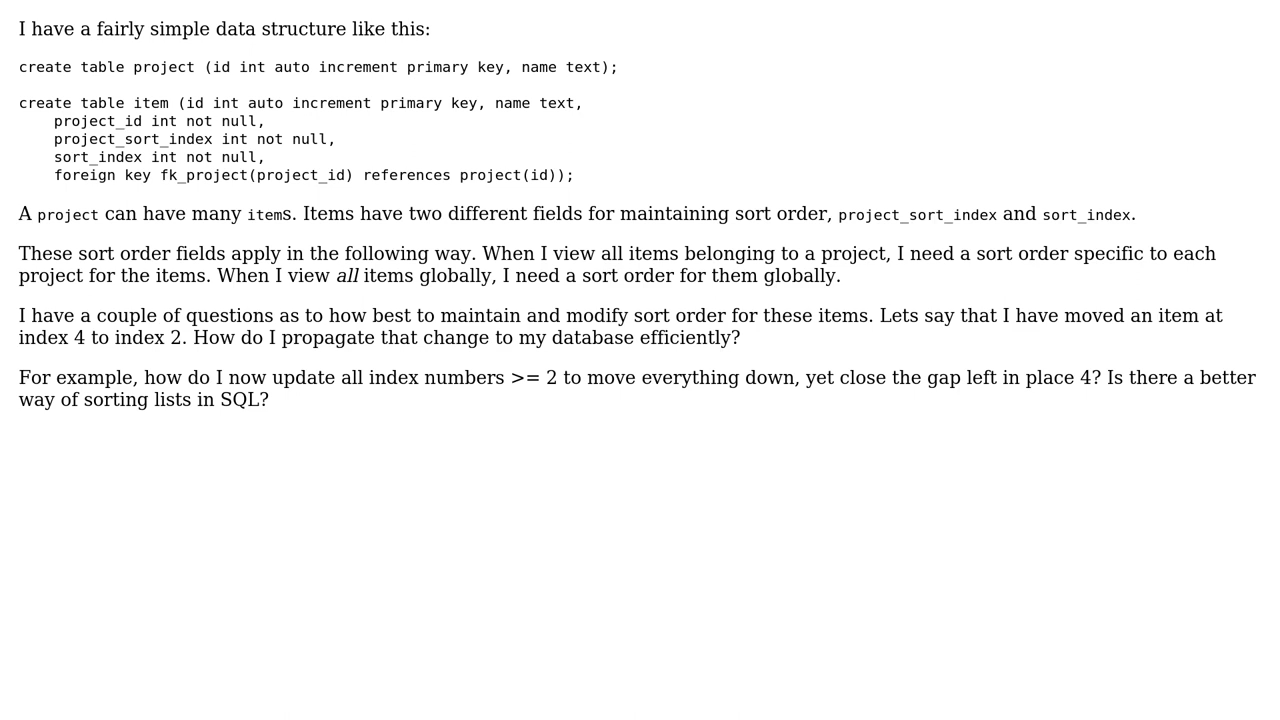 I have a fairly simple data structure like this:
create table project (id int auto increment primary key, name text);
create table item (id int auto increment primary key, name text,
    project_id int not null,
    project_sort_index int not null,
    sort_index int not null,
    foreign key fk_project(project_id) references project(id));
A project can have many items. Items have two different fields for maintaining sort order, project_sort_index and sort_index.
These sort order fields apply in the following way. When I view all items belonging to a project, I need a sort order specific to each
project for the items. When I view all items globally, I need a sort order for them globally.
I have a couple of questions as to how best to maintain and modify sort order for these items. Lets say that I have moved an item at
index 4 to index 2. How do I propagate that change to my database efficiently?
For example, how do I now update all index numbers >= 2 to move everything down, yet close the gap left in place 4? Is there a better
way of sorting lists in SQL?